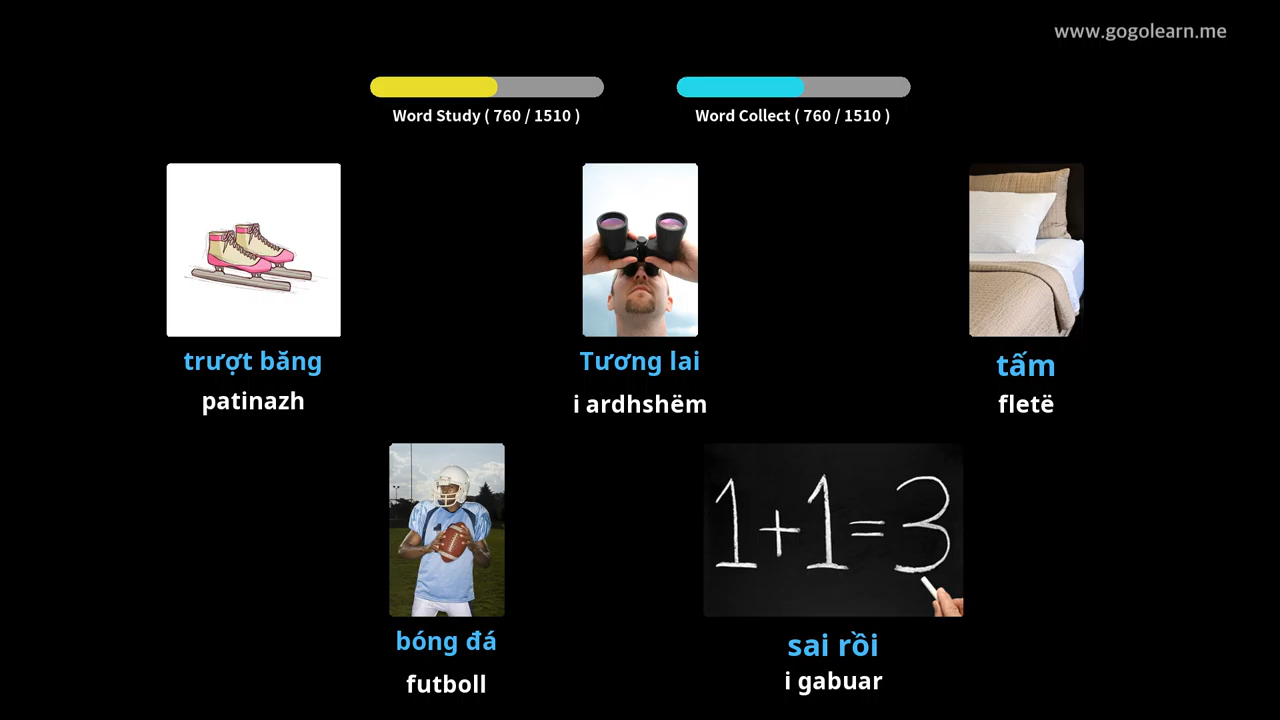 www.gogolearn.me
Word Study ( 760 / 1510 )
Word Collect ( 760 / 1510 )
trượt băng
patinazh
Tương lai
i ardhshëm
tấm
fletë
bóng đá
futboll
1+1=3
sai rồi
i gabuar